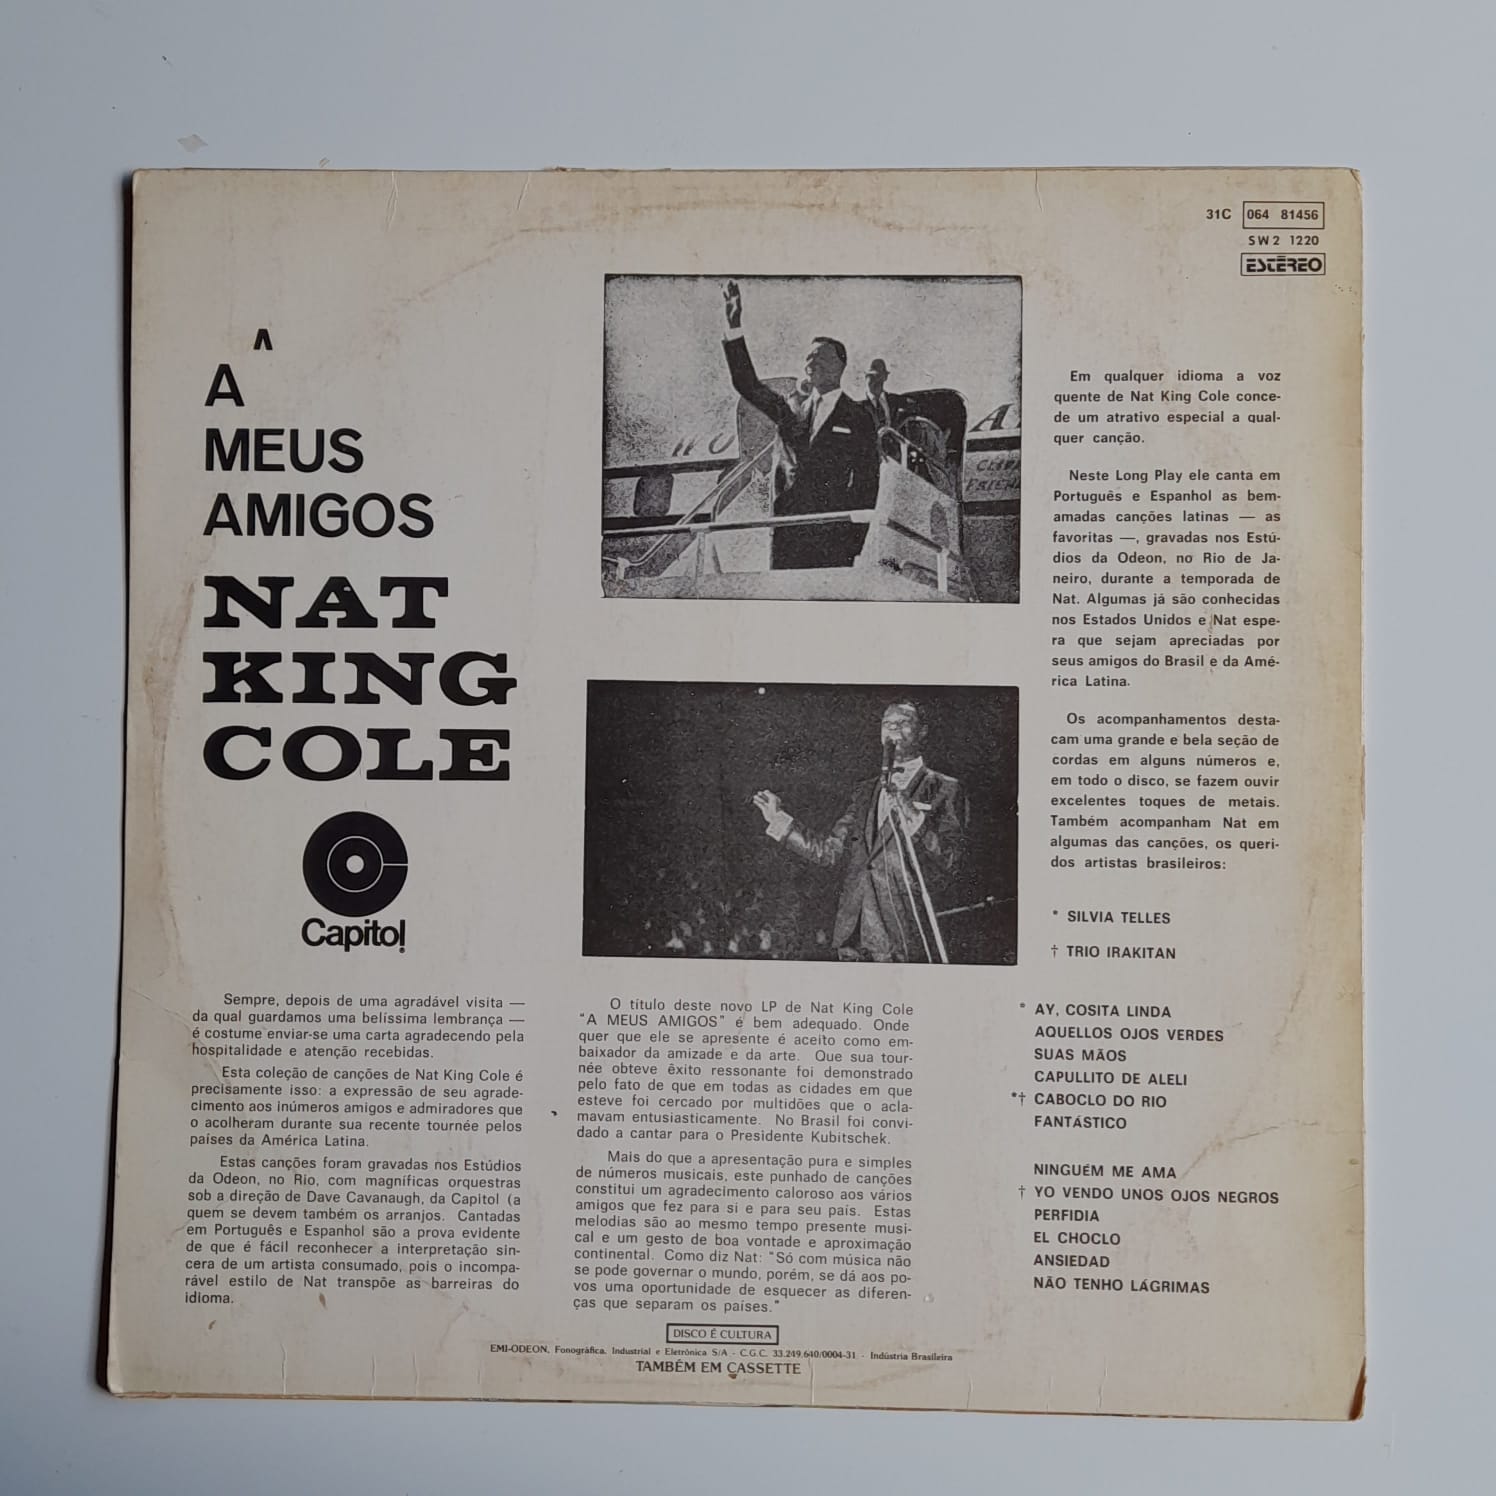 31C 064 81456
SW2 1220
ESTÉREO
A
MEUS
AMIGOS
NAT
KING
COLE
Capitol
Em qualquer idioma a voz
quente de Nat King Cole conce-
de um atrativo especial a qual-
quer canção.
Neste Long Play ele canta em
Português e Espanhol as bem-
amadas canções latinas — as
favoritas —, gravadas nos Estú-
dios da Odeon, no Rio de Ja-
neiro, durante a temporada de
Nat. Algumas já são conhecidas
nos Estados Unidos e Nat espe-
ra que sejam apreciadas por
seus amigos do Brasil e da Amé-
rica Latina.
Os acompanhamentos desta-
cam uma grande e bela seção de
cordas em alguns números e,
em todo o disco, se fazem ouvir
excelentes toques de metais.
Também acompanham Nat em
algumas das canções, os queri-
dos artistas brasileiros:
* SILVIA TELLES
† TRIO IRAKITAN
Sempre, depois de uma agradável visita —
da qual guardamos uma belíssima lembrança —
é costume enviar-se uma carta agradecendo pela
hospitalidade e atenção recebidas.
Esta coleção de canções de Nat King Cole é
precisamente isso: a expressão de seu agrade-
cimento aos inúmeros amigos e admiradores que
o acolheram durante sua recente tournée pelos
países da América Latina.
Estas canções foram gravadas nos Estúdios
da Odeon, no Rio, com magníficas orquestras
sob a direção de Dave Cavanaugh, da Capitol (a
quem se devem também os arranjos. Cantadas
em Português e Espanhol são a prova evidente
de que é fácil reconhecer a interpretação sin-
cera de um artista consumado, pois o incompa-
rável estilo de Nat transpõe as barreiras do
idioma.
O título deste novo LP de Nat King Cole
"A MEUS AMIGOS" é bem adequado. Onde
quer que ele se apresente é aceito como em-
baixador da amizade e da arte. Que sua tour-
née obteve êxito ressonante foi demonstrado
pelo fato de que em todas as cidades em que
esteve foi cercado por multidões que o acla-
mavam entusiasticamente. No Brasil foi convi-
dado a cantar para o Presidente Kubitschek.
Mais do que a apresentação pura e simples
de números musicais, este punhado de canções
constitui um agradecimento caloroso aos vários
amigos que fez para si e para seu país. Estas
melodias são ao mesmo tempo presente musi-
cal e um gesto de boa vontade e aproximação
continental. Como diz Nat: "Só com música não
se pode governar o mundo, porém, se dá aos po-
vos uma oportunidade de esquecer as diferen-
ças que separam os países."
* AY, COSITA LINDA
AQUELLOS OJOS VERDES
SUAS MÃOS
CAPULLITO DE ALELI
*† CABOCLO DO RIO
FANTÁSTICO
NINGUÉM ME AMA
† YO VENDO UNOS OJOS NEGROS
PERFIDIA
EL CHOCLO
ANSIEDAD
NÃO TENHO LÁGRIMAS
DISCO É CULTURA
EMI-ODEON, Fonográfica, Industrial e Eletrônica S/A - C.G.C. 33.249.640/0004-31 - Indústria Brasileira
TAMBÉM EM CASSETTE